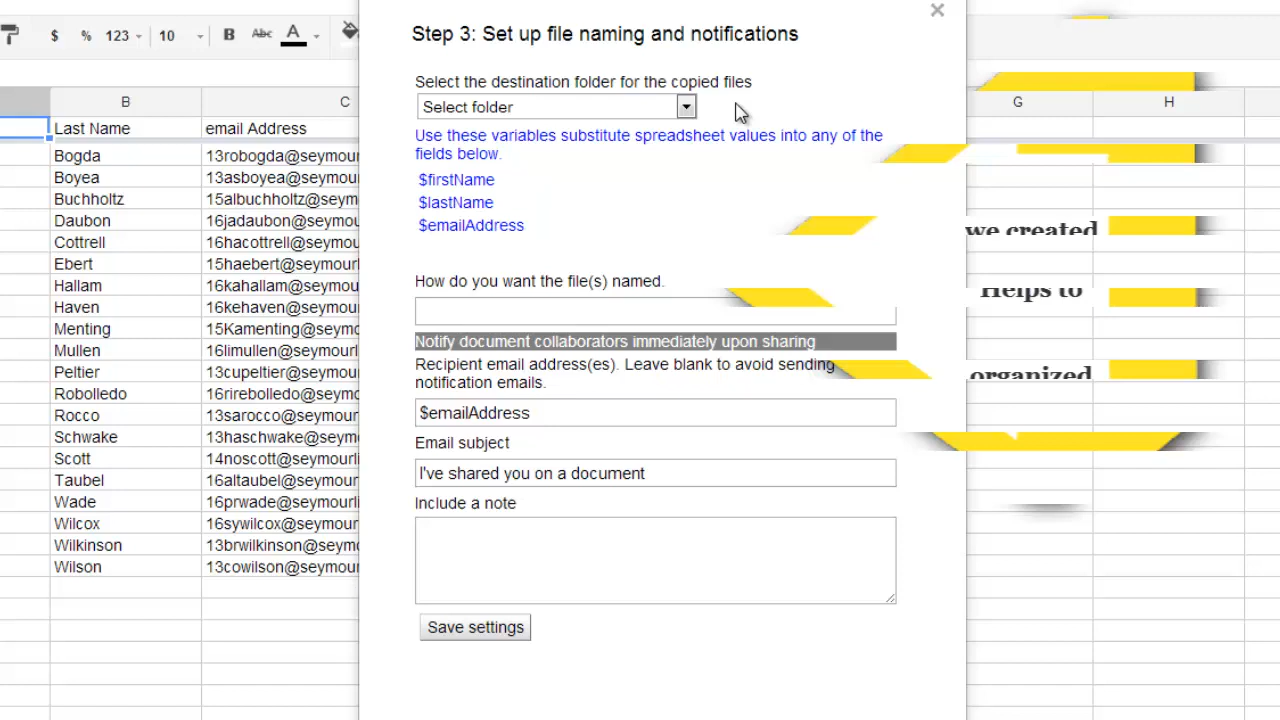 Step 3: Set up file naming and notifications
$ % 123 10 B Abc A
Select the destination folder for the copied files
Select folder
Use these variables substitute spreadsheet values into any of the
fields below.
$firstName
$lastName
$emailAddress
How do you want the file(s) named.
Notify document collaborators immediately upon sharing
Recipient email address(es). Leave blank to avoid sending
notification emails.
$emailAddress
Email subject
I've shared you on a document
Include a note
Save settings
B C G H
Last Name email Address
Bogda 13robogda@seymour
Boyea 13asboyea@seymourl
Buchholtz 15albuchholtz@seym
Daubon 16jadaubon@seymou
Cottrell 16hacottrell@seymou
Ebert 15haebert@seymourl
Hallam 16kahallam@seymou
Haven 16kehaven@seymour
Menting 15Kamenting@seymo
Mullen 16limullen@seymourl
Peltier 13cupeltier@seymour
Robolledo 16rirebolledo@seymo
Rocco 13sarocco@seymour
Schwake 13haschwake@seymo
Scott 14noscott@seymourli
Taubel 16altaubel@seymour
Wade 16prwade@seymourl
Wilcox 16sywilcox@seymour
Wilkinson 13brwilkinson@seymo
Wilson 13cowilson@seymour
we created
Helps to
organized